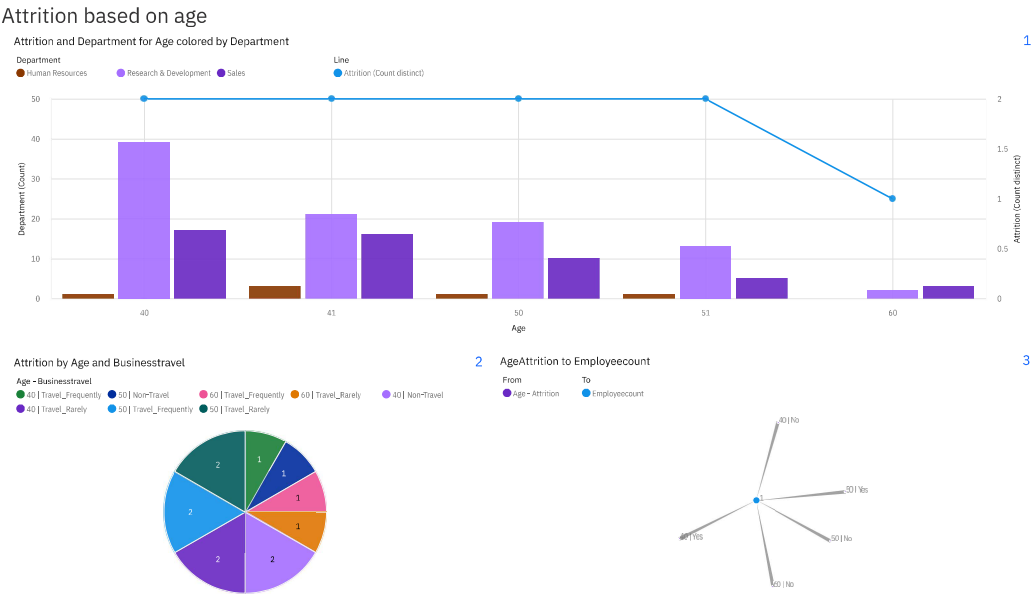 Attrition based on age
Attrition and Department for Age colored by Department
1
Department
Line
Human Resources
Research & Development
Sales
Attrition (Count distinct)
50
40
30
20
10
0
Department (Count)
2
1.5
1
0.5
0
Attrition (Count distinct)
40
41
50
51
60
Age
Attrition by Age and Businesstravel
2
Age - Businesstravel
40 | Travel_Frequently
50 | Non-Travel
60 | Travel_Frequently
60 | Travel_Rarely
40 | Non-Travel
40 | Travel_Rarely
50 | Travel_Frequently
50 | Travel_Rarely
1
1
1
1
2
2
2
2
AgeAttrition to Employeecount
3
From
To
Age - Attrition
Employeecount
40 | No
50 | Yes
1
| Yes
50 | No
60 | No